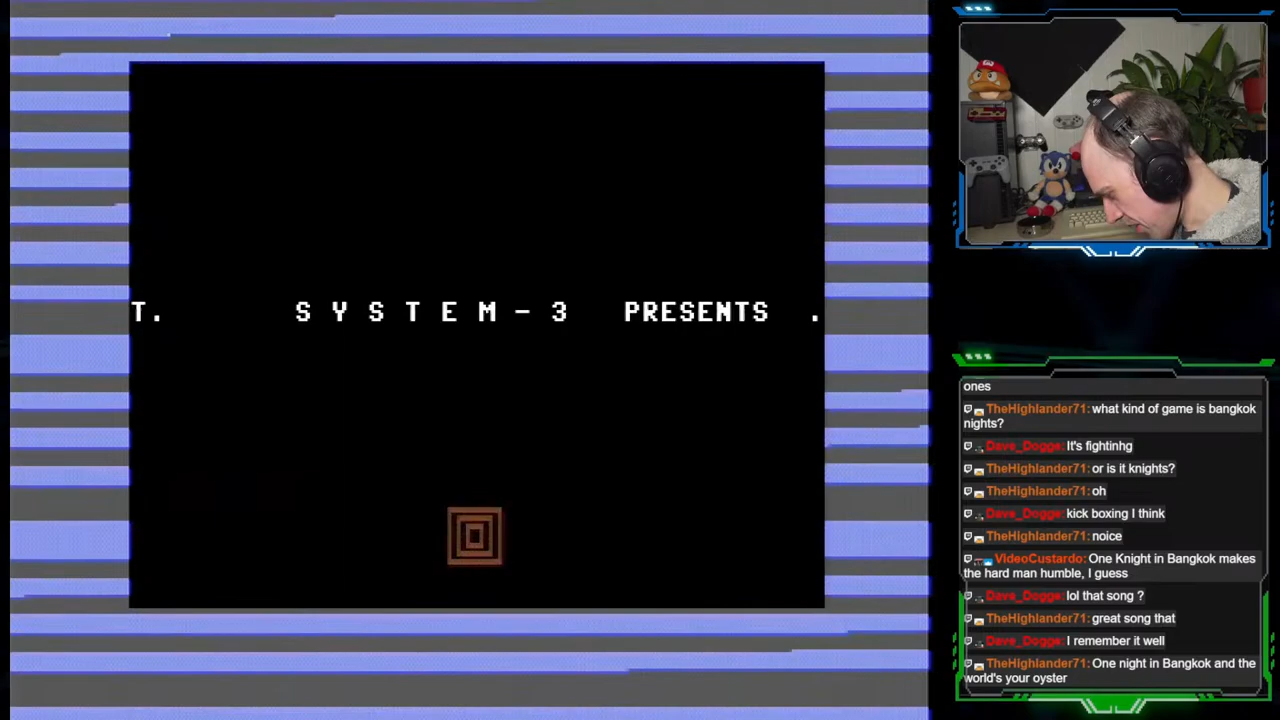 T. S Y S T E M - 3 PRESENTS .
ones
TheHighlander71: what kind of game is bangkok
nights?
Dave_Dogge: It's fightinhg
TheHighlander71: or is it knights?
TheHighlander71: oh
Dave_Dogge: kick boxing I think
TheHighlander71: noice
VideoCustardo: One Knight in Bangkok makes
the hard man humble, I guess
Dave_Dogge: lol that song ?
TheHighlander71: great song that
Dave_Dogge: I remember it well
TheHighlander71: One night in Bangkok and the
world's your oyster